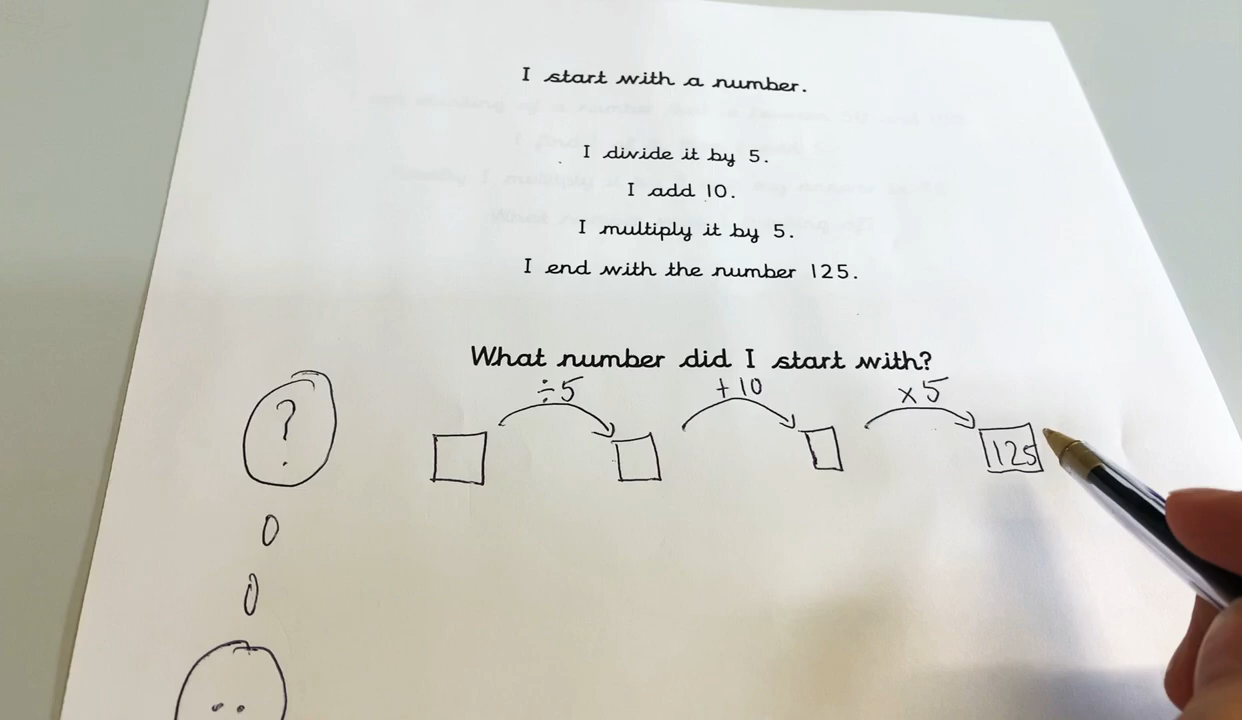 I start with a number.
I divide it by 5.
I add 10.
I multiply it by 5.
I end with the number 125.
What number did I start with?
÷5 +10 ×5
?
125